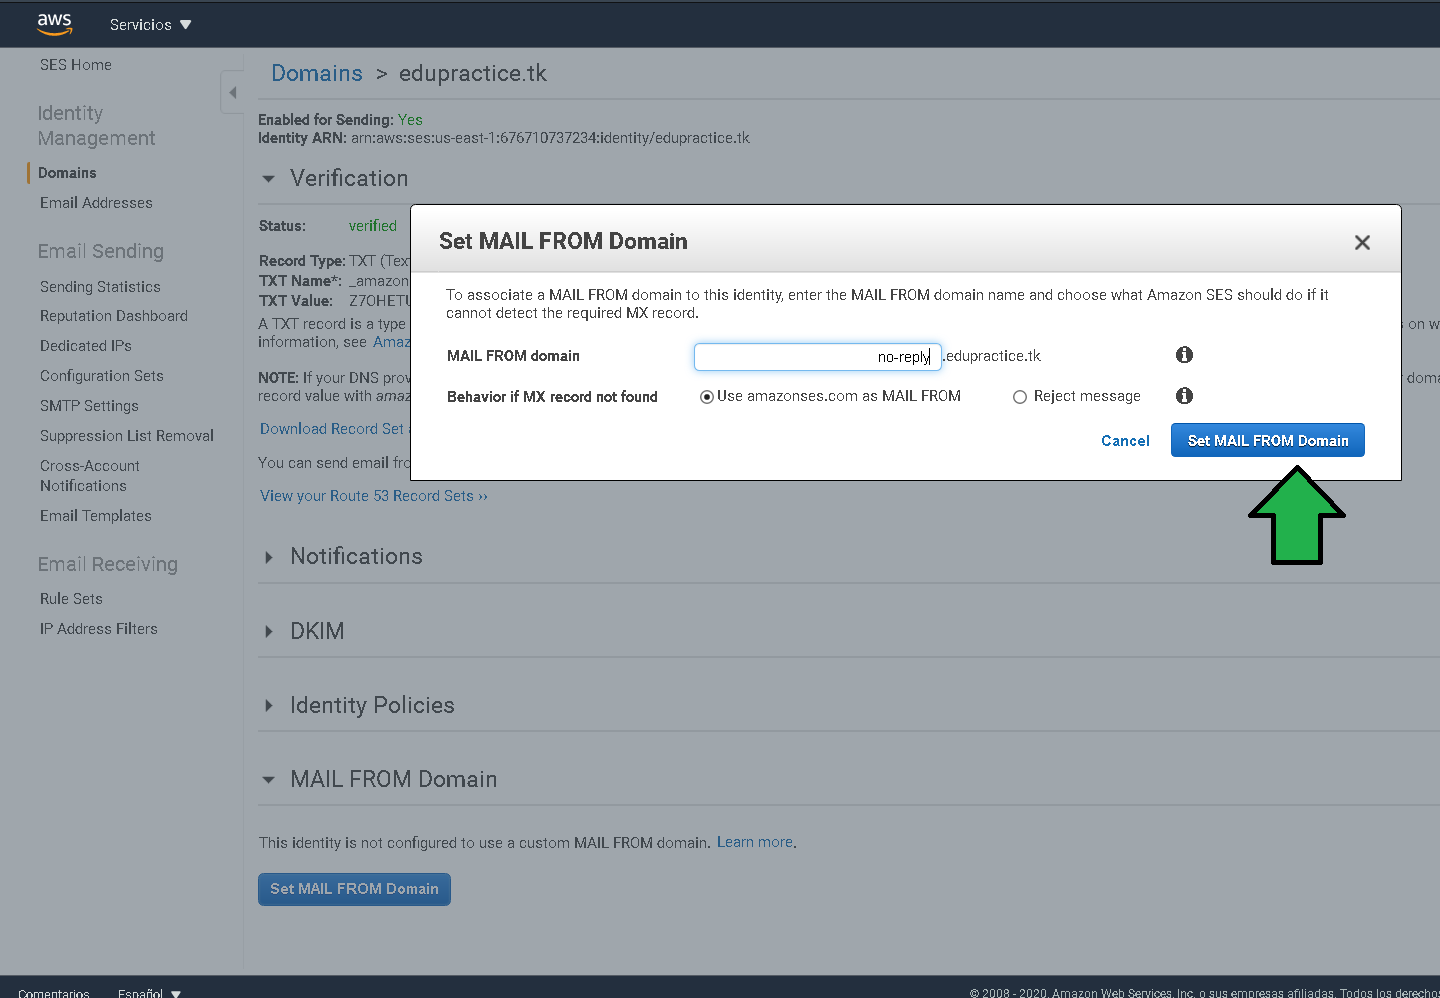 aws
Servicios
SES Home
Identity
Management
Domains
Email Addresses
Email Sending
Sending Statistics
Reputation Dashboard
Dedicated IPs
Configuration Sets
SMTP Settings
Suppression List Removal
Cross-Account
Notifications
Email Templates
Email Receiving
Rule Sets
IP Address Filters
Domains > edupractice.tk
Enabled for Sending: Yes
Identity ARN: arn:aws:ses:us-east-1:676710737234:identity/edupractice.tk
Verification
Status: verified
Record Type: TXT (Tex
TXT Name*: _amazon
TXT Value: Z7OHETU
A TXT record is a type on w
information, see Amaz
NOTE: If your DNS prov doma
record value with amaz
Download Record Set
You can send email fro
View your Route 53 Record Sets ››
Set MAIL FROM Domain
To associate a MAIL FROM domain to this identity, enter the MAIL FROM domain name and choose what Amazon SES should do if it
cannot detect the required MX record.
MAIL FROM domain no-reply .edupractice.tk
Behavior if MX record not found Use amazonses.com as MAIL FROM Reject message
Cancel Set MAIL FROM Domain
Notifications
DKIM
Identity Policies
MAIL FROM Domain
This identity is not configured to use a custom MAIL FROM domain. Learn more.
Set MAIL FROM Domain
Comentarios Español © 2008 - 2020, Amazon Web Services, Inc. o sus empresas afiliadas. Todos los derechos